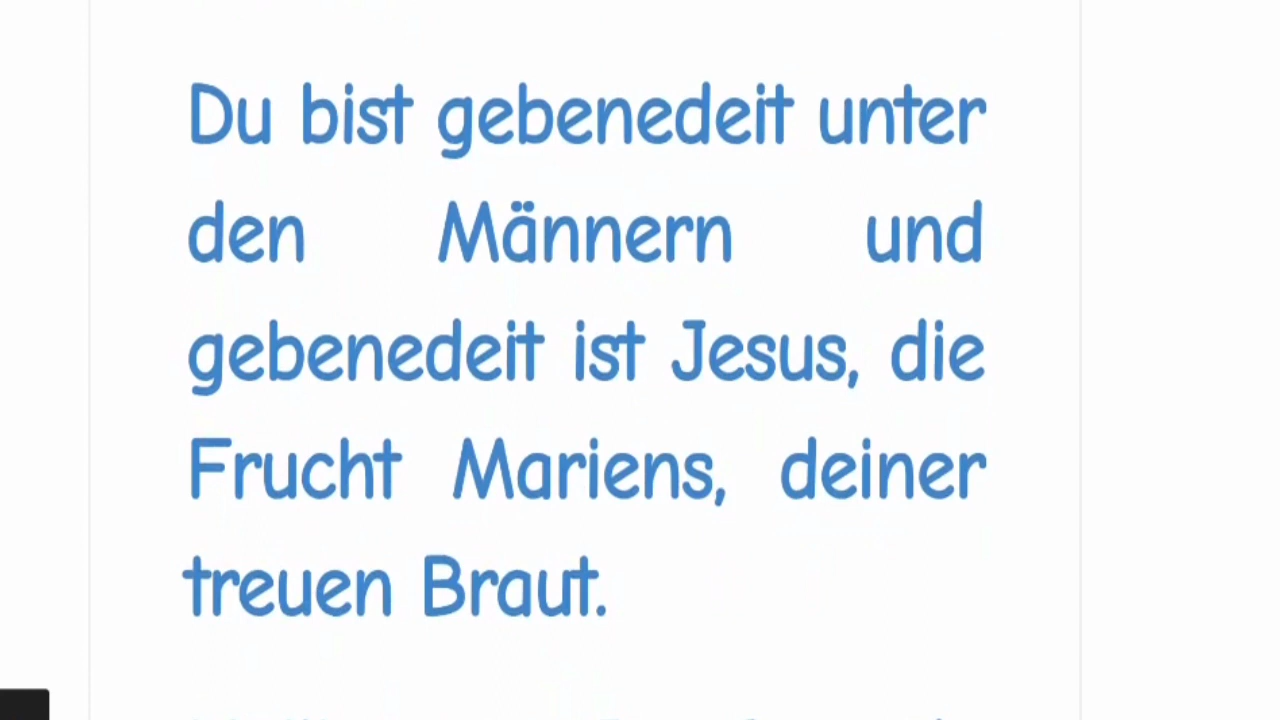 Du bist gebenedeit unter
den Männern und
gebenedeit ist Jesus, die
Frucht Mariens, deiner
treuen Braut.